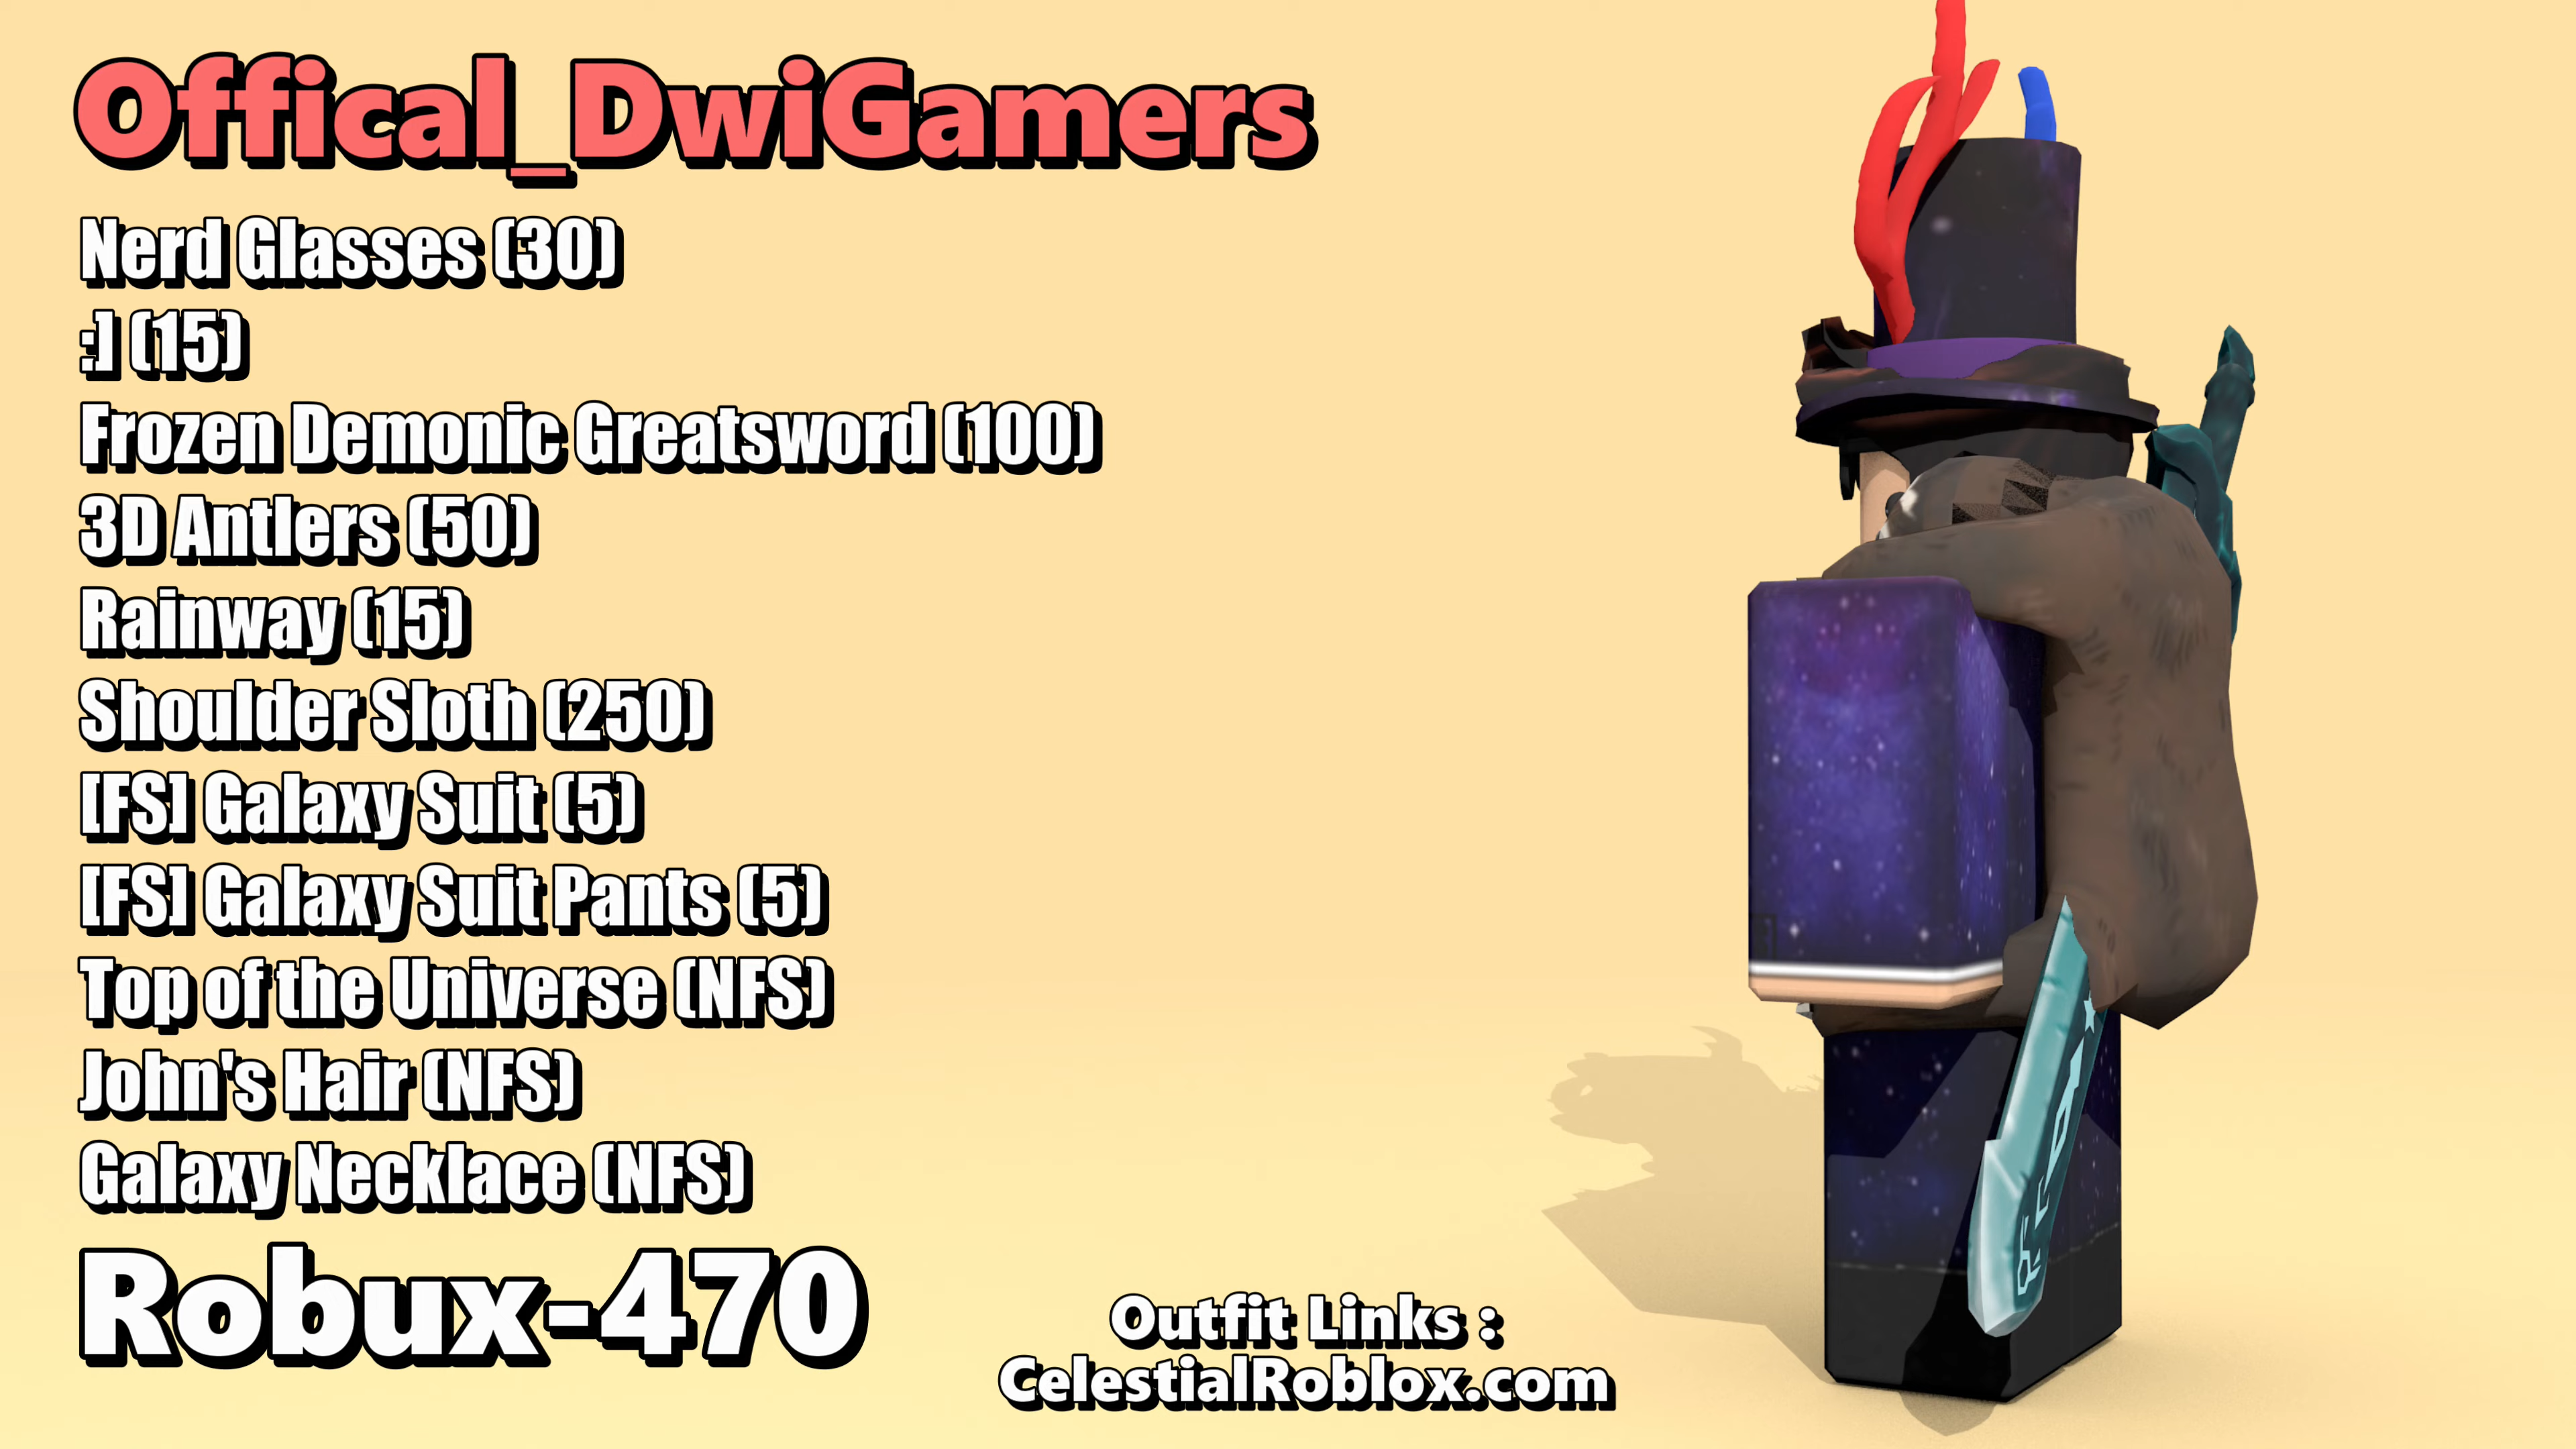 Offical_DwiGamers
Nerd Glasses (30)
:] (15)
Frozen Demonic Greatsword (100)
3D Antlers (50)
Rainway (15)
Shoulder Sloth (250)
[FS] Galaxy Suit (5)
[FS] Galaxy Suit Pants (5)
Top of the Universe (NFS)
John's Hair (NFS)
Galaxy Necklace (NFS)
Robux-470
Outfit Links :
CelestialRoblox.com